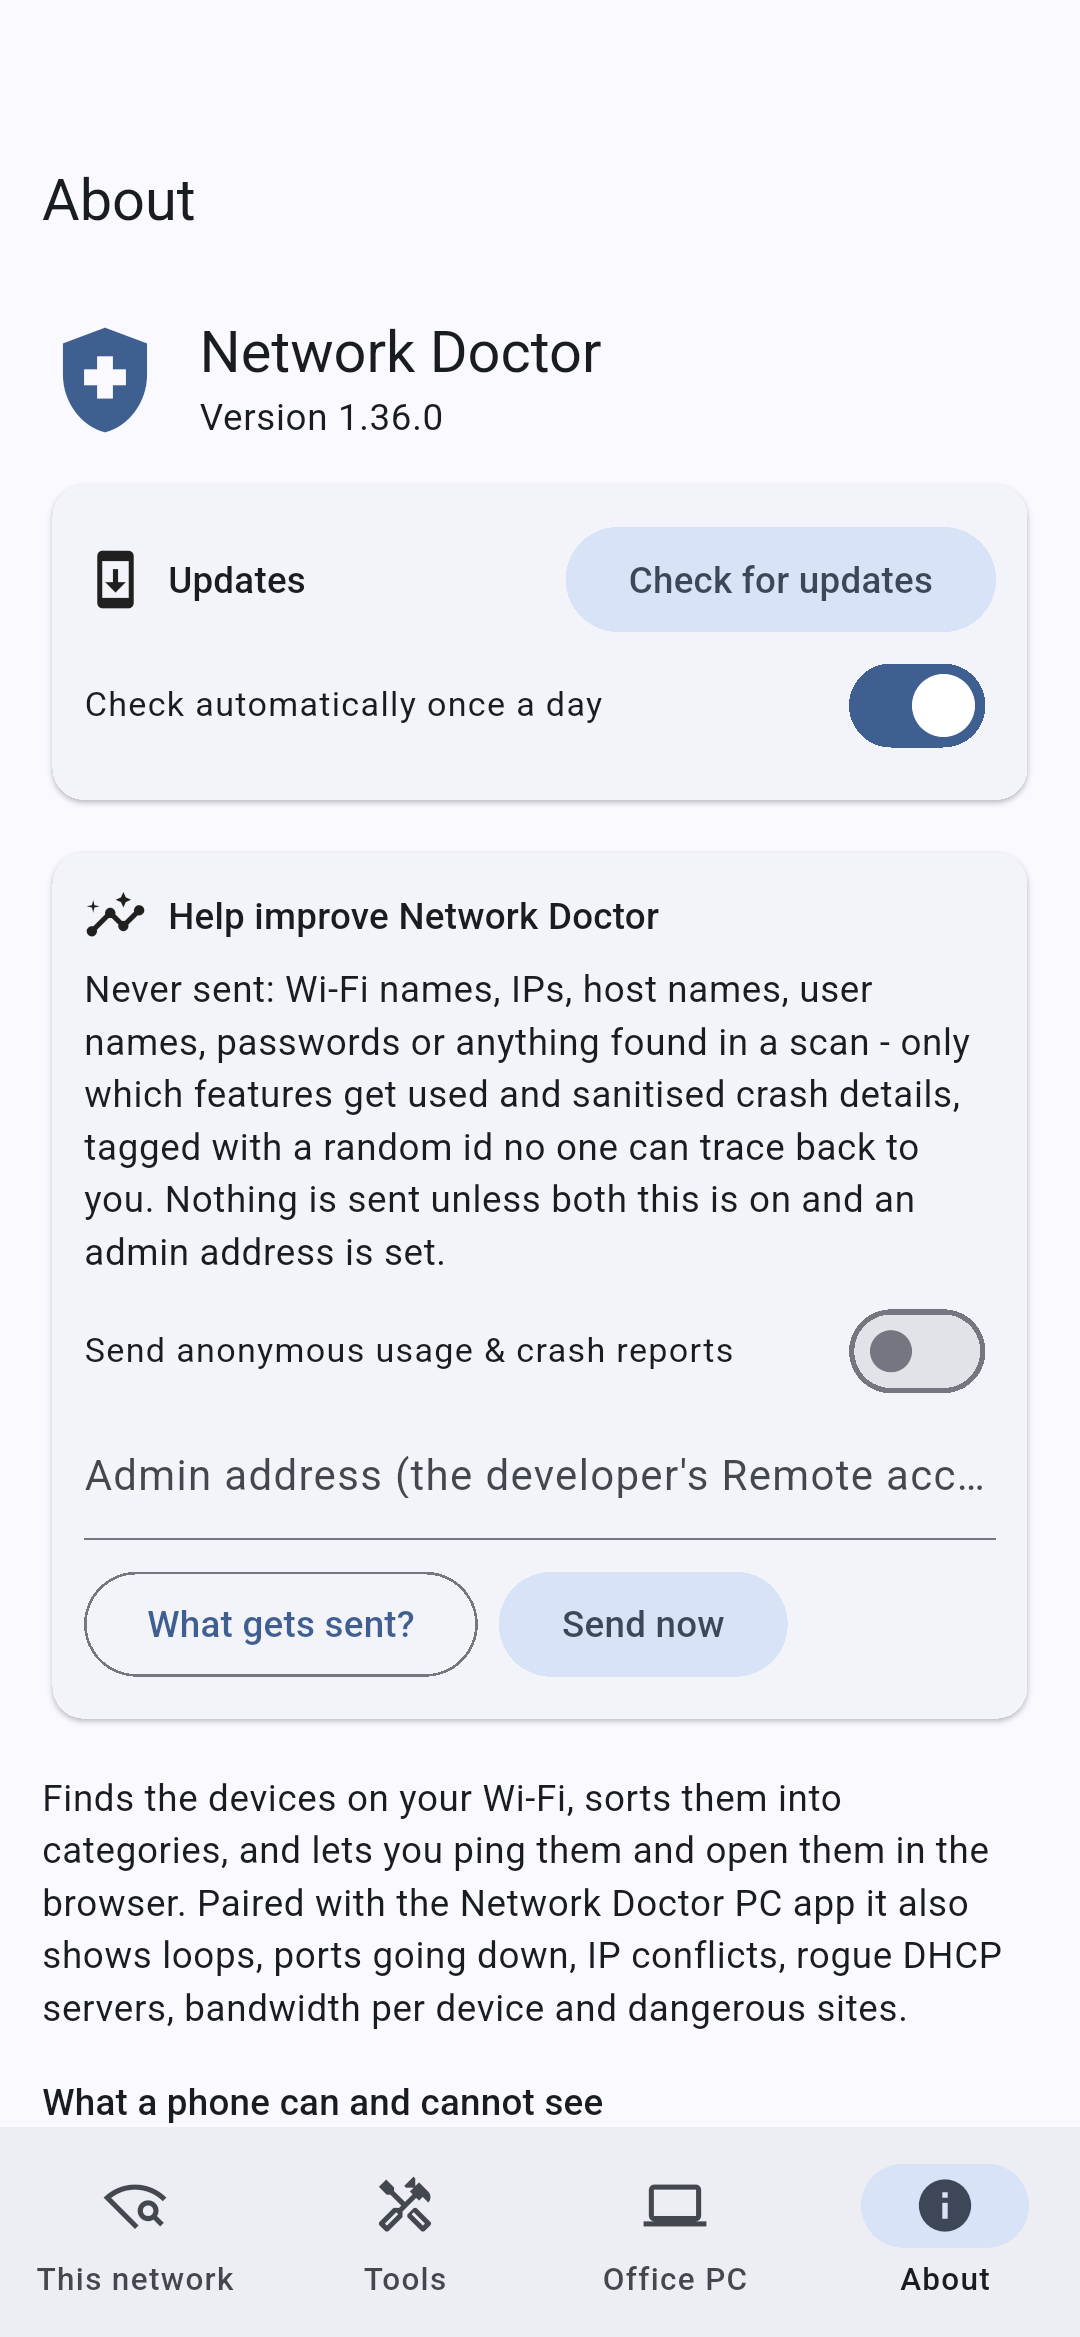 About
Network Doctor
Version 1.36.0
Updates
Check for updates
Check automatically once a day
Help improve Network Doctor
Never sent: Wi-Fi names, IPs, host names, user
names, passwords or anything found in a scan - only
which features get used and sanitised crash details,
tagged with a random id no one can trace back to
you. Nothing is sent unless both this is on and an
admin address is set.
Send anonymous usage & crash reports
Admin address (the developer's Remote acc...
What gets sent?
Send now
Finds the devices on your Wi-Fi, sorts them into
categories, and lets you ping them and open them in the
browser. Paired with the Network Doctor PC app it also
shows loops, ports going down, IP conflicts, rogue DHCP
servers, bandwidth per device and dangerous sites.
What a phone can and cannot see
This network
Tools
Office PC
About